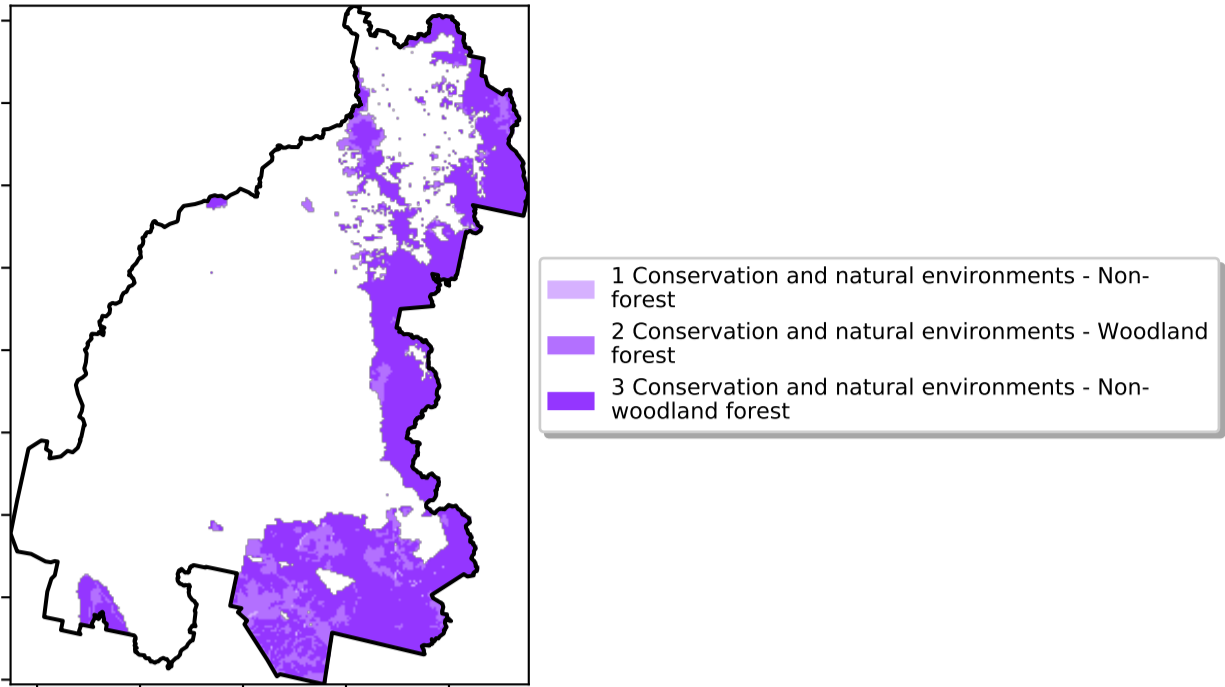 1 Conservation and natural environments - Non-
forest
2 Conservation and natural environments - Woodland
forest
3 Conservation and natural environments - Non-
woodland forest